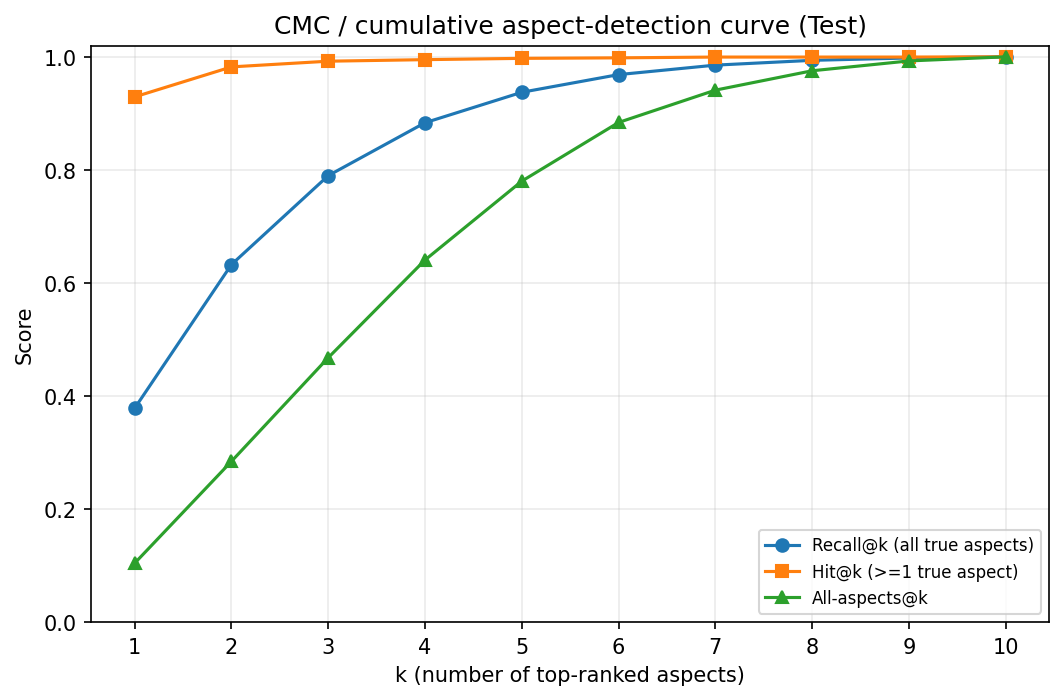 CMC / cumulative aspect-detection curve (Test)
1.0
0.8
0.6
0.4
0.2
0.0
Score
Recall@k (all true aspects)
Hit@k (>=1 true aspect)
All-aspects@k
1 2 3 4 5 6 7 8 9 10
k (number of top-ranked aspects)